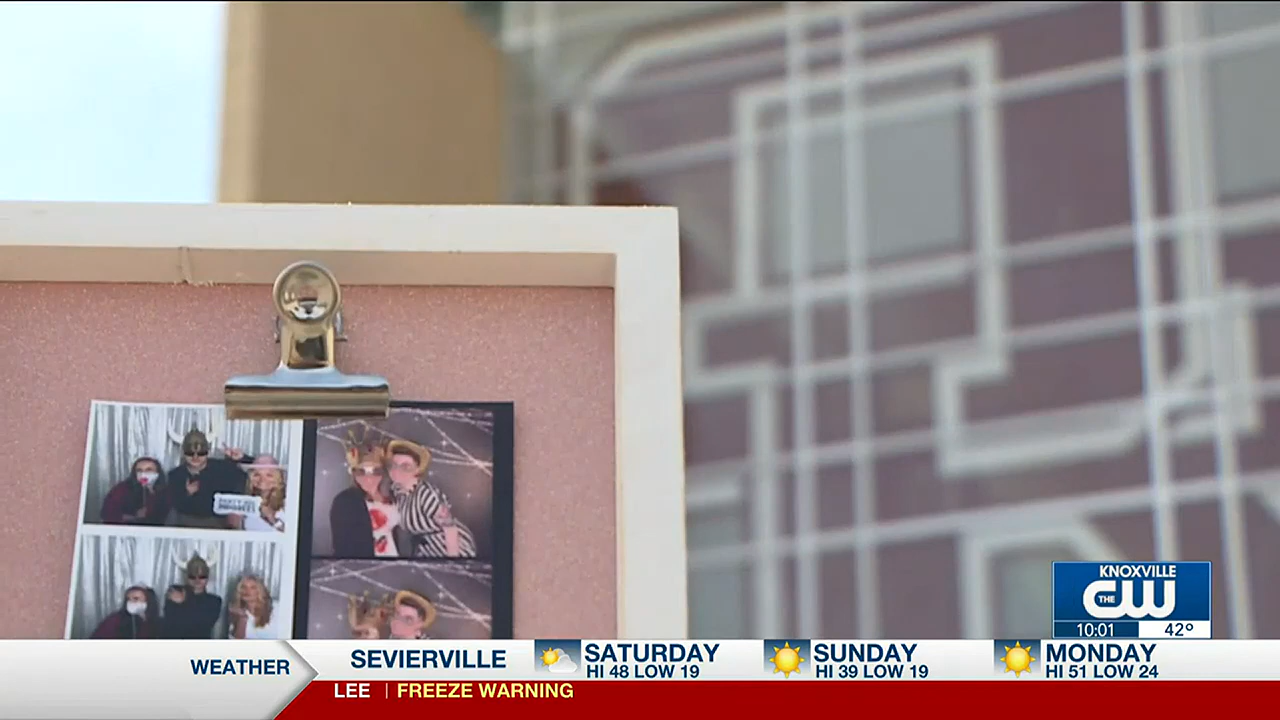 KNOXVILLE
THE CW
10:01 42°
WEATHER
SEVIERVILLE
SATURDAY
HI 48 LOW 19
SUNDAY
HI 39 LOW 19
MONDAY
HI 51 LOW 24
LEE | FREEZE WARNING